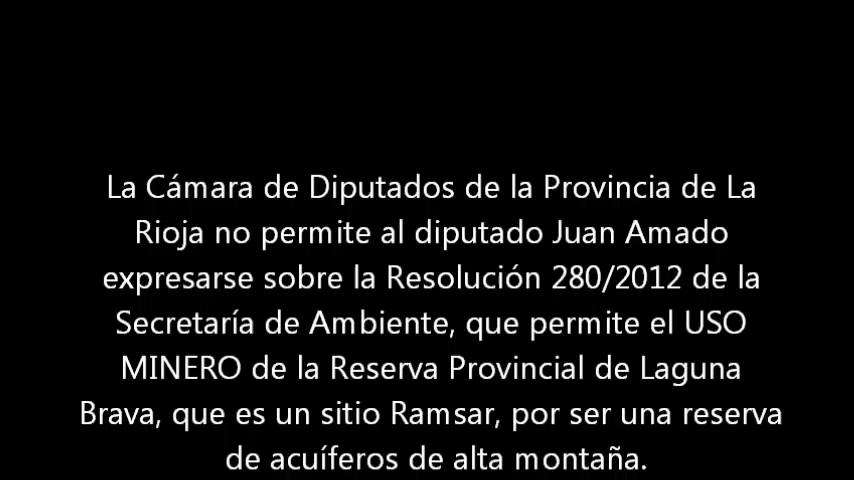 La Cámara de Diputados de la Provincia de La
Rioja no permite al diputado Juan Amado
expresarse sobre la Resolución 280/2012 de la
Secretaría de Ambiente, que permite el USO
MINERO de la Reserva Provincial de Laguna
Brava, que es un sitio Ramsar, por ser una reserva
de acuíferos de alta montaña.